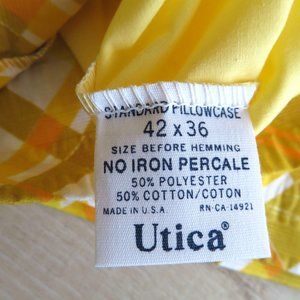 STANDARD PILLOWCASE
42 x 36
SIZE BEFORE HEMMING
NO IRON PERCALE
50% POLYESTER
50% COTTON/COTON
MADE IN U.S.A. RN-CA-14921
Utica®